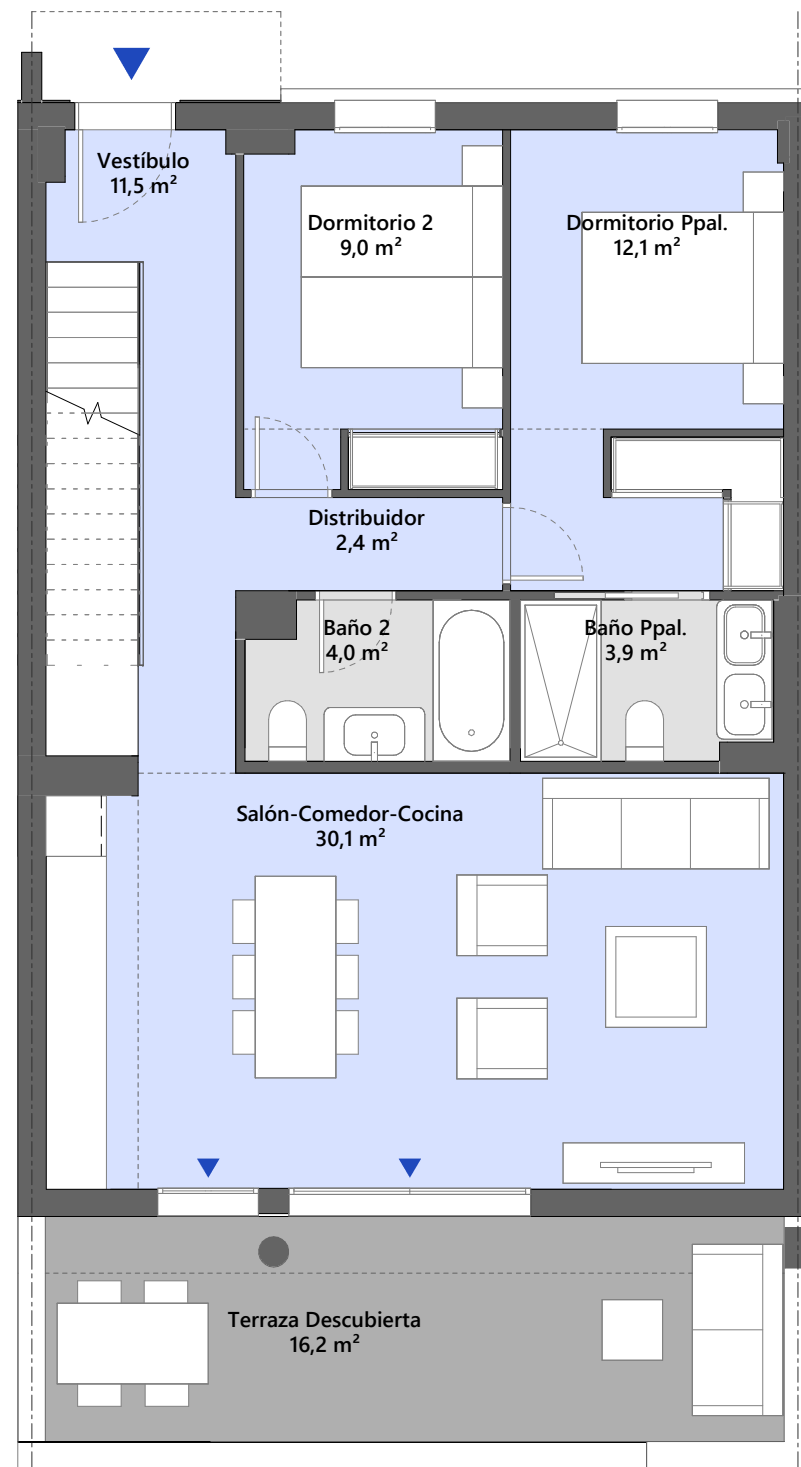 Vestíbulo
11,5 m²
Dormitorio 2
9,0 m²
Dormitorio Ppal.
12,1 m²
Distribuidor
2,4 m²
Baño 2
4,0 m²
Baño Ppal.
3,9 m²
Salón-Comedor-Cocina
30,1 m²
Terraza Descubierta
16,2 m²